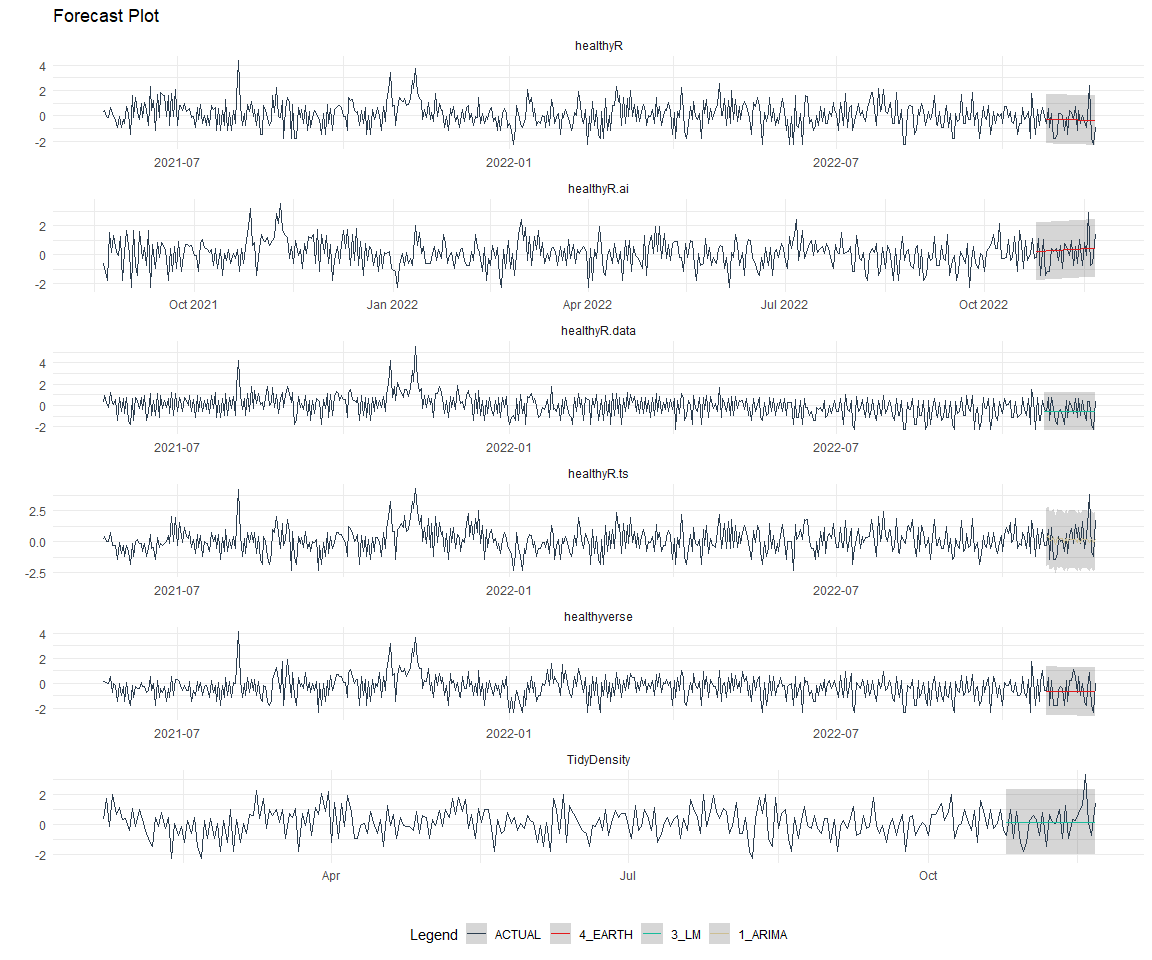 Forecast Plot
healthyR
4
2
0
-2
2021-07 2022-01 2022-07
healthyR.ai
2
0
-2
Oct 2021 Jan 2022 Apr 2022 Jul 2022 Oct 2022
healthyR.data
4
2
0
-2
2021-07 2022-01 2022-07
healthyR.ts
2.5
0.0
-2.5
2021-07 2022-01 2022-07
healthyverse
4
2
0
-2
2021-07 2022-01 2022-07
TidyDensity
2
0
-2
Apr Jul Oct
Legend ACTUAL 4_EARTH 3_LM 1_ARIMA